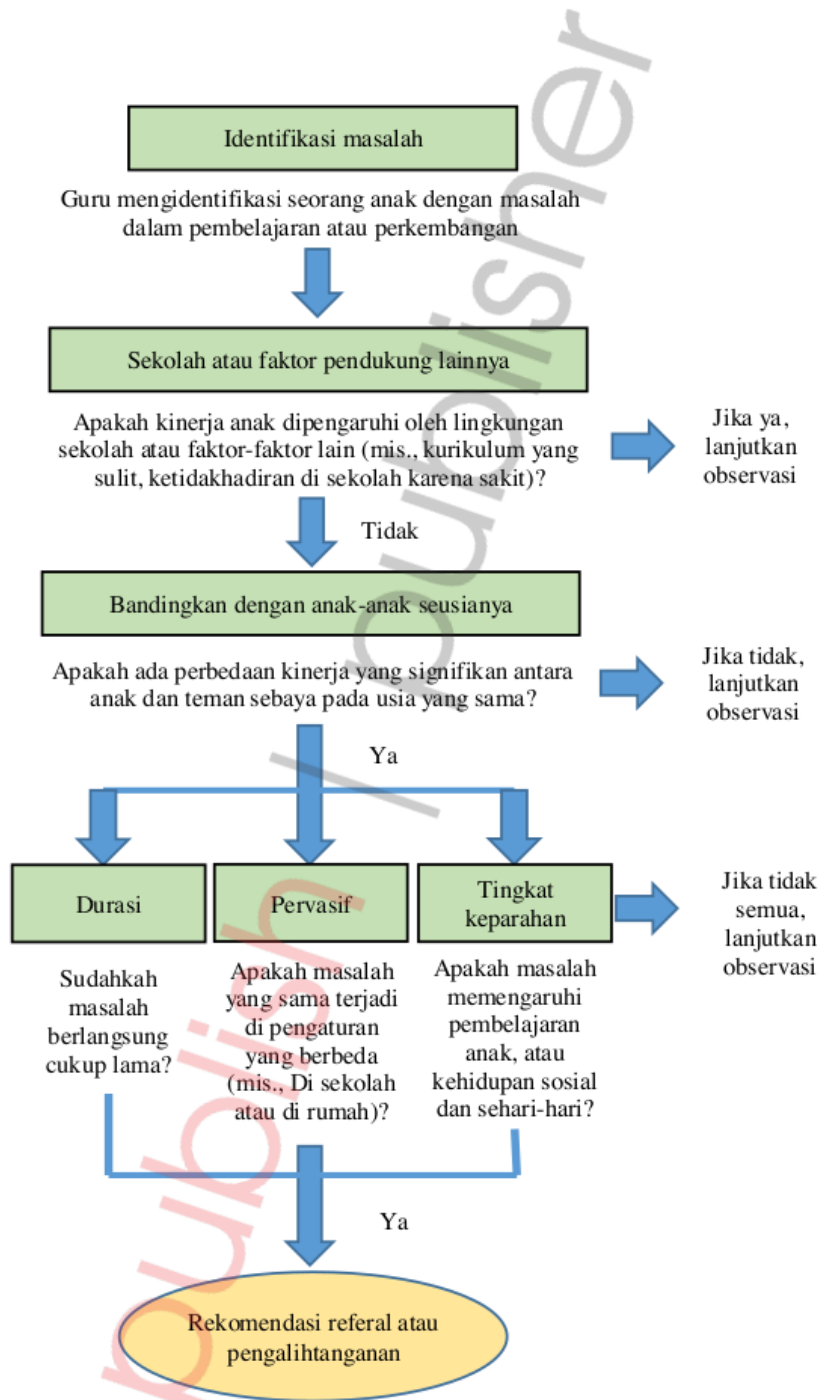 Identifikasi masalah
Guru mengidentifikasi seorang anak dengan masalah
dalam pembelajaran atau perkembangan
Sekolah atau faktor pendukung lainnya
Apakah kinerja anak dipengaruhi oleh lingkungan
sekolah atau faktor-faktor lain (mis., kurikulum yang
sulit, ketidakhadiran di sekolah karena sakit)?
Jika ya,
lanjutkan
observasi
Tidak
Bandingkan dengan anak-anak seusianya
Apakah ada perbedaan kinerja yang signifikan antara
anak dan teman sebaya pada usia yang sama?
Jika tidak,
lanjutkan
observasi
Ya
Durasi
Sudahkah
masalah
berlangsung
cukup lama?
Pervasif
Apakah masalah
yang sama terjadi
di pengaturan
yang berbeda
(mis., Di sekolah
atau di rumah)?
Tingkat
keparahan
Apakah masalah
memengaruhi
pembelajaran
anak, atau
kehidupan sosial
dan sehari-hari?
Jika tidak
semua,
lanjutkan
observasi
Ya
Rekomendasi referal atau
pengalihtanganan
publish / publisher